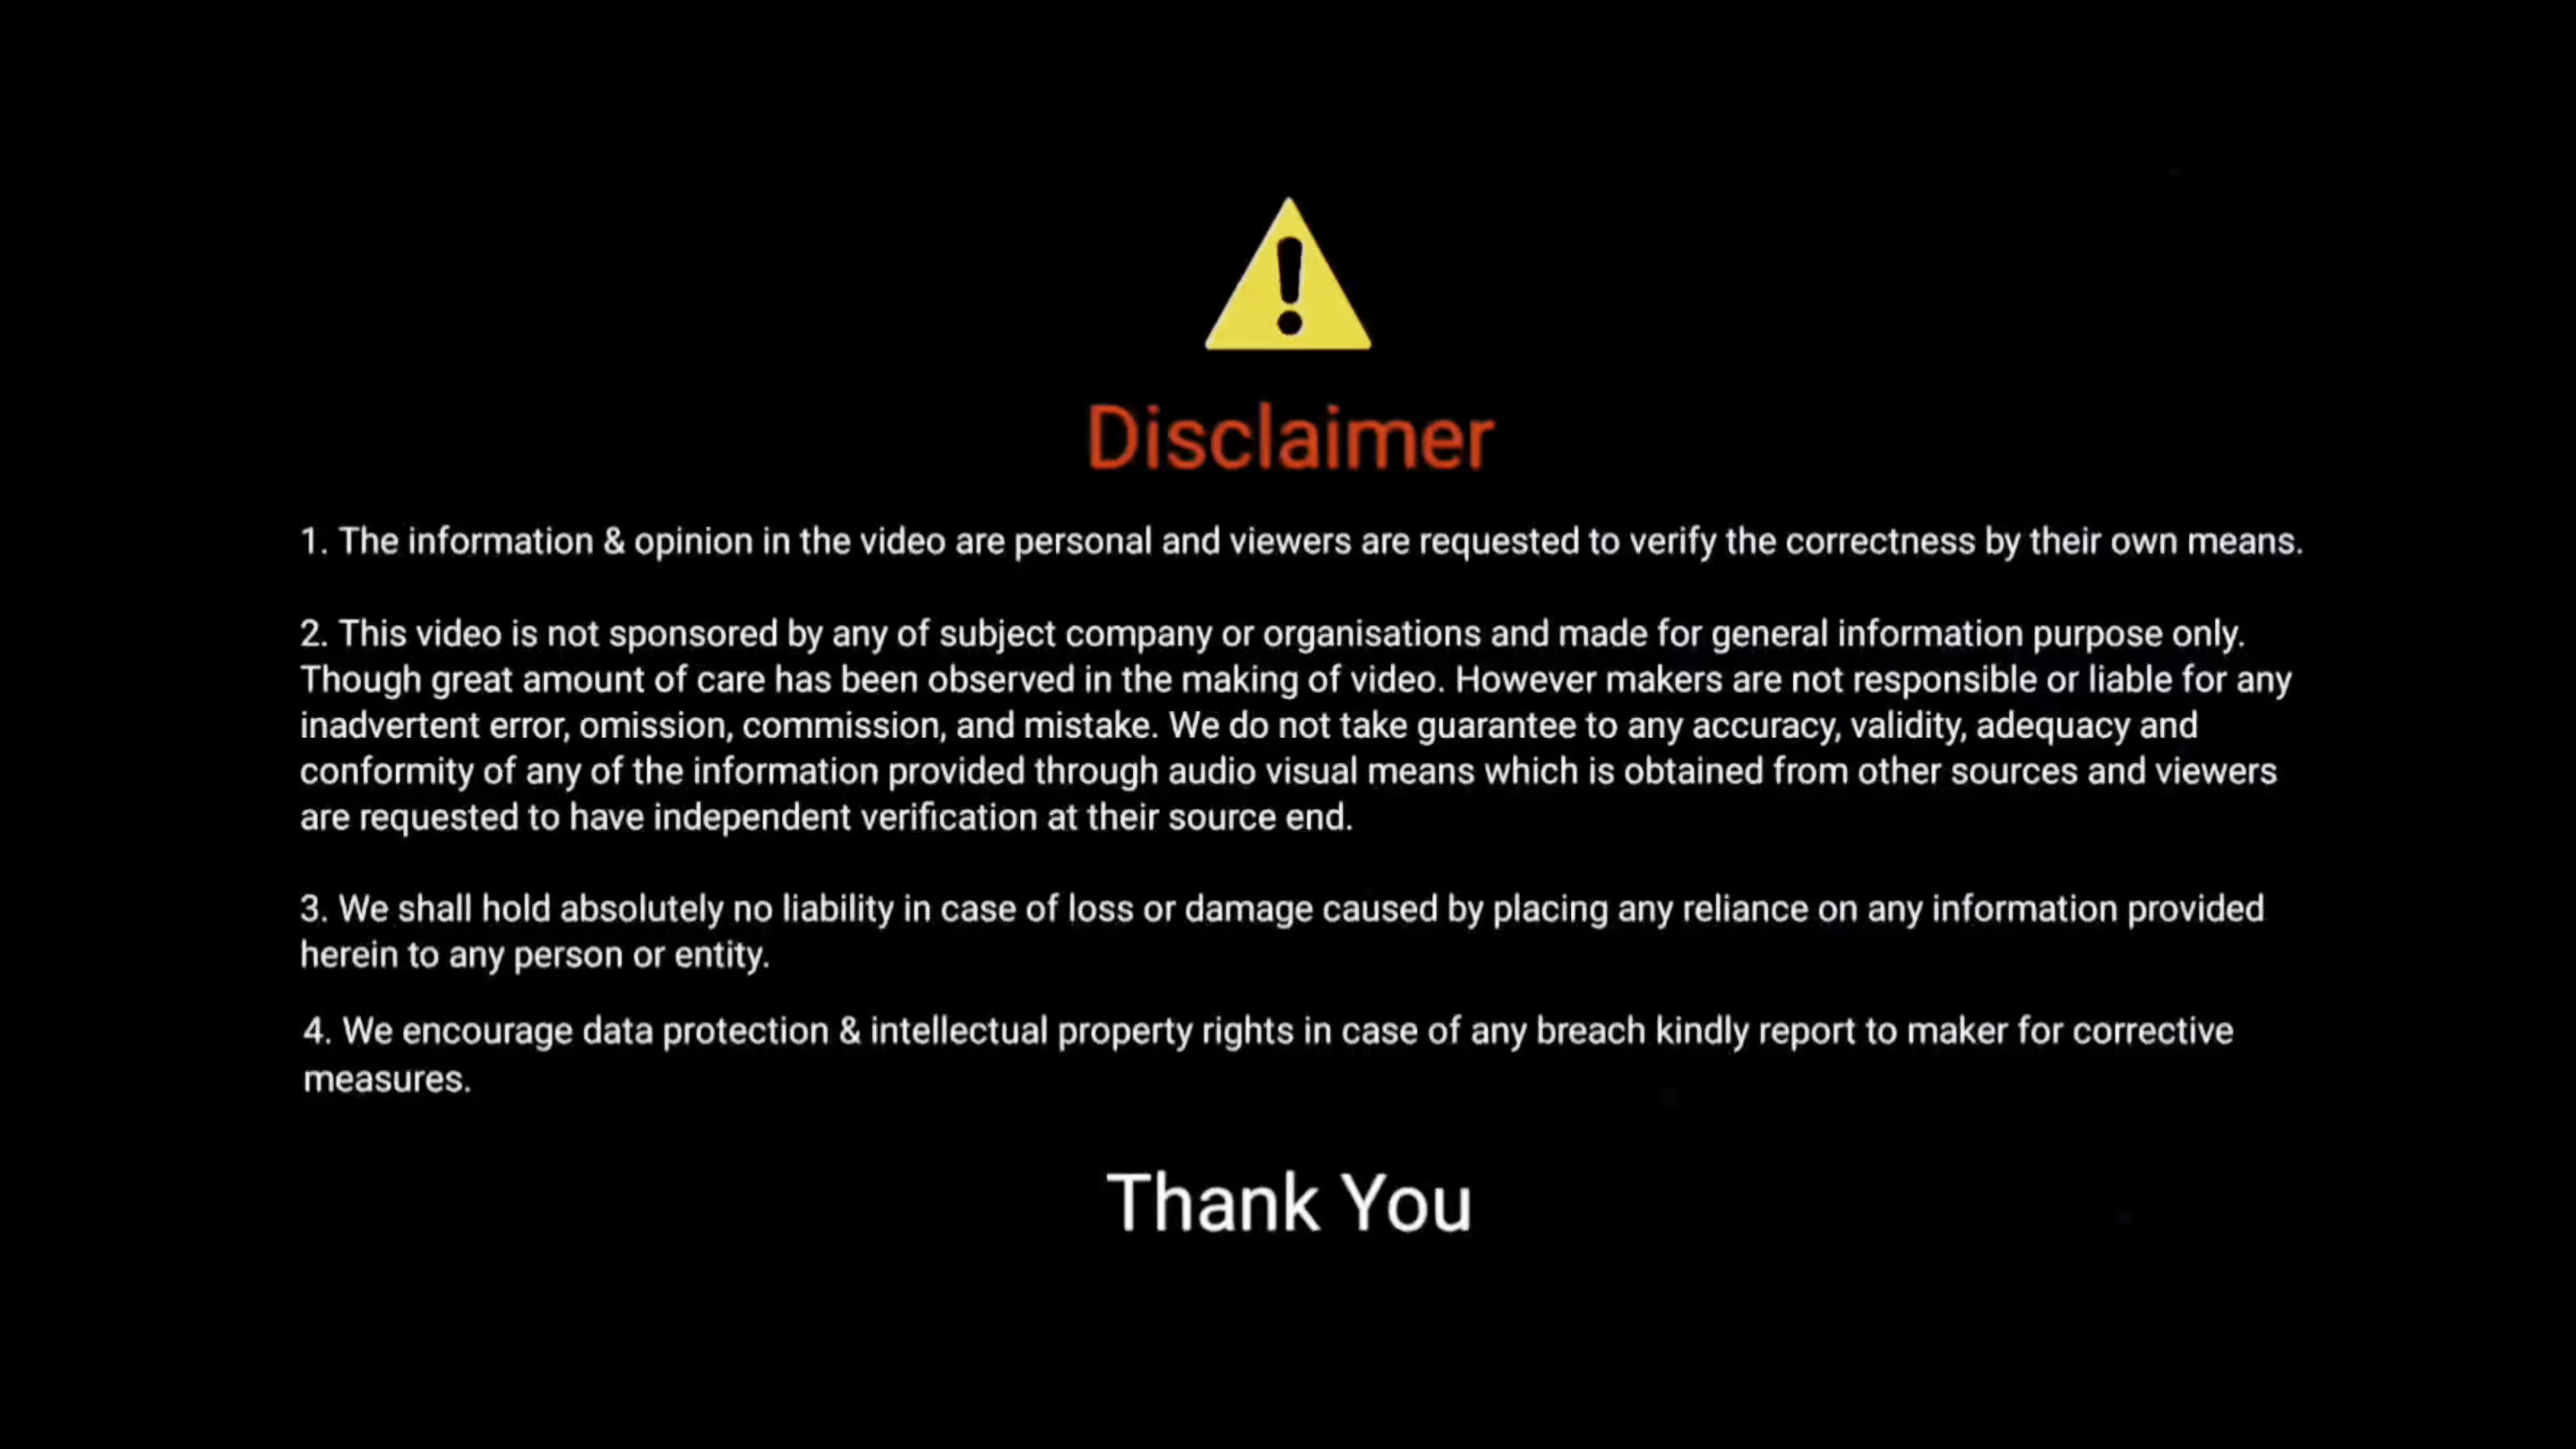 Disclaimer
1. The information & opinion in the video are personal and viewers are requested to verify the correctness by their own means.
2. This video is not sponsored by any of subject company or organisations and made for general information purpose only.
Though great amount of care has been observed in the making of video. However makers are not responsible or liable for any
inadvertent error, omission, commission, and mistake. We do not take guarantee to any accuracy, validity, adequacy and
conformity of any of the information provided through audio visual means which is obtained from other sources and viewers
are requested to have independent verification at their source end.
3. We shall hold absolutely no liability in case of loss or damage caused by placing any reliance on any information provided
herein to any person or entity.
4. We encourage data protection & intellectual property rights in case of any breach kindly report to maker for corrective
measures.
Thank You